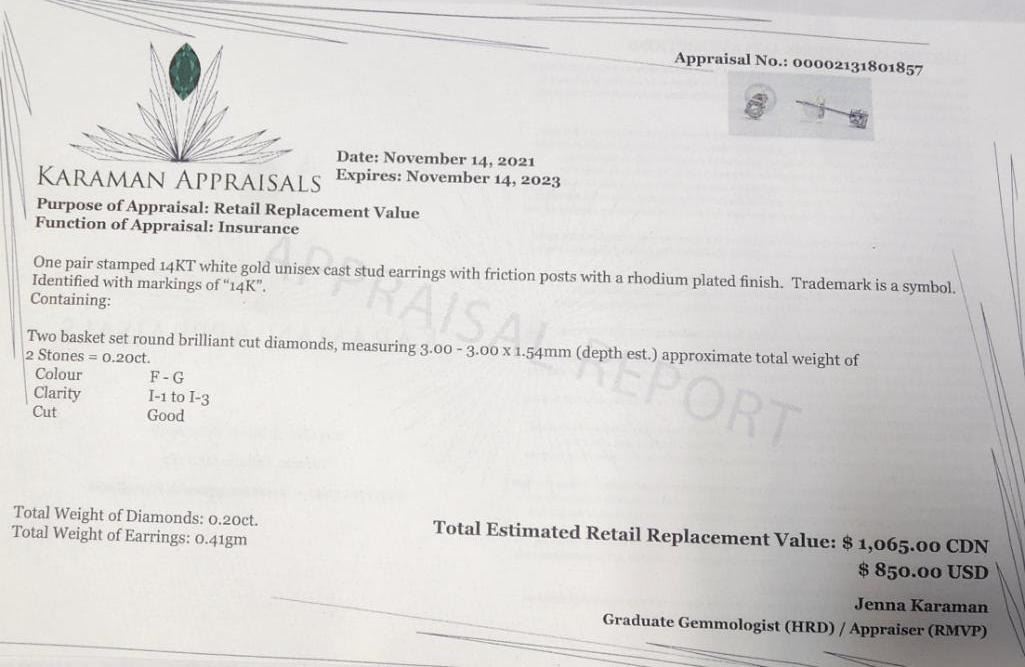 Appraisal No.: 00002131801857
KARAMAN APPRAISALS
Date: November 14, 2021
Expires: November 14, 2023
Purpose of Appraisal: Retail Replacement Value
Function of Appraisal: Insurance
One pair stamped 14KT white gold unisex cast stud earrings with friction posts with a rhodium plated finish. Trademark is a symbol.
Identified with markings of "14K".
Containing:
APPRAISAL REPORT
Two basket set round brilliant cut diamonds, measuring 3.00 - 3.00 x 1.54mm (depth est.) approximate total weight of
2 Stones = 0.20ct.
Colour F - G
Clarity I-1 to I-3
Cut Good
Total Weight of Diamonds: 0.20ct.
Total Weight of Earrings: 0.41gm
Total Estimated Retail Replacement Value: $ 1,065.00 CDN
$ 850.00 USD
Jenna Karaman
Graduate Gemmologist (HRD) / Appraiser (RMVP)